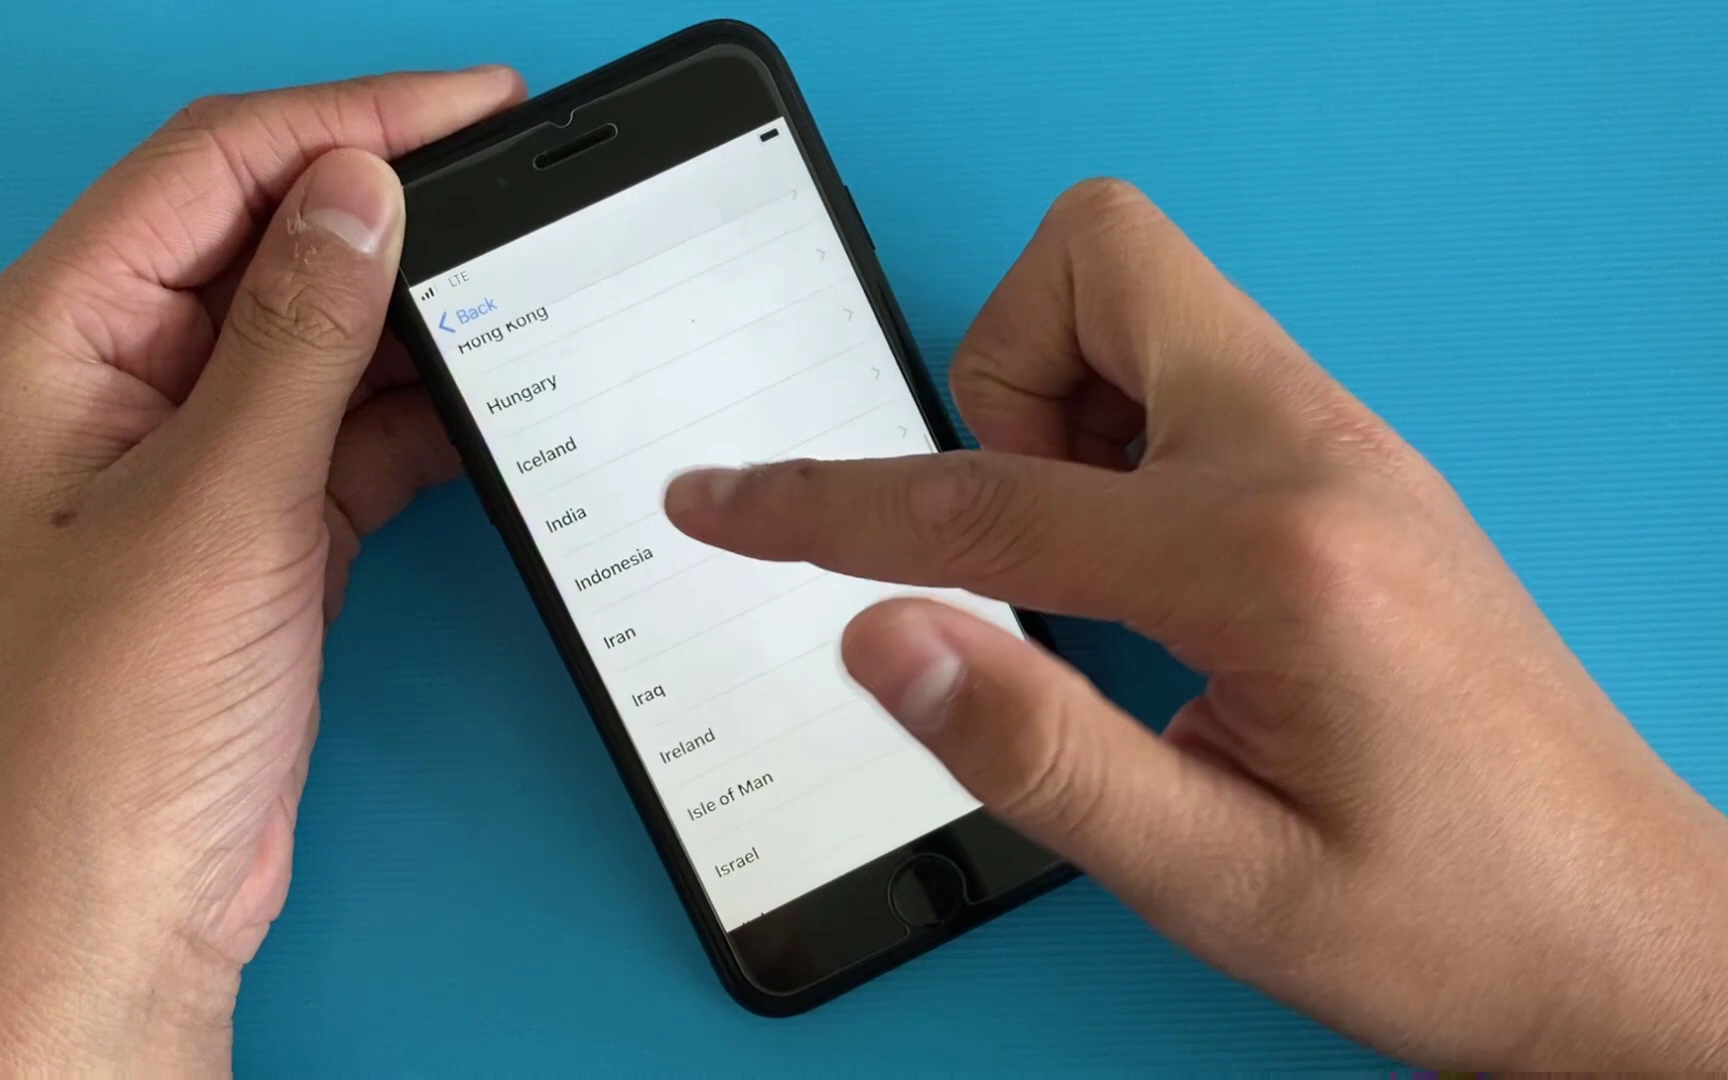 LTE
Back
Hong Kong
Hungary
Iceland
India
Indonesia
Iran
Iraq
Ireland
Isle of Man
Israel